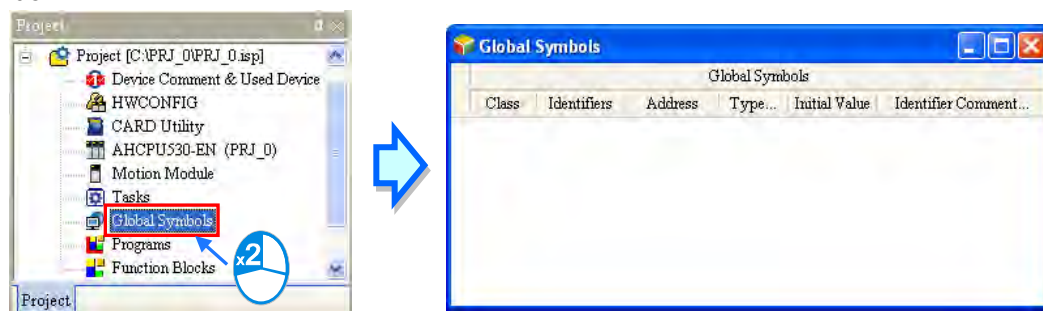 Project
Project [C:\PRJ_0\PRJ_0.isp]
Device Comment & Used Device
HWCONFIG
CARD Utility
AHCPU530-EN (PRJ_0)
Motion Module
Tasks
Global Symbols
Programs
Function Blocks
x2
Project
Global Symbols
Global Symbols
Class Identifiers Address Type... Initial Value Identifier Comment...